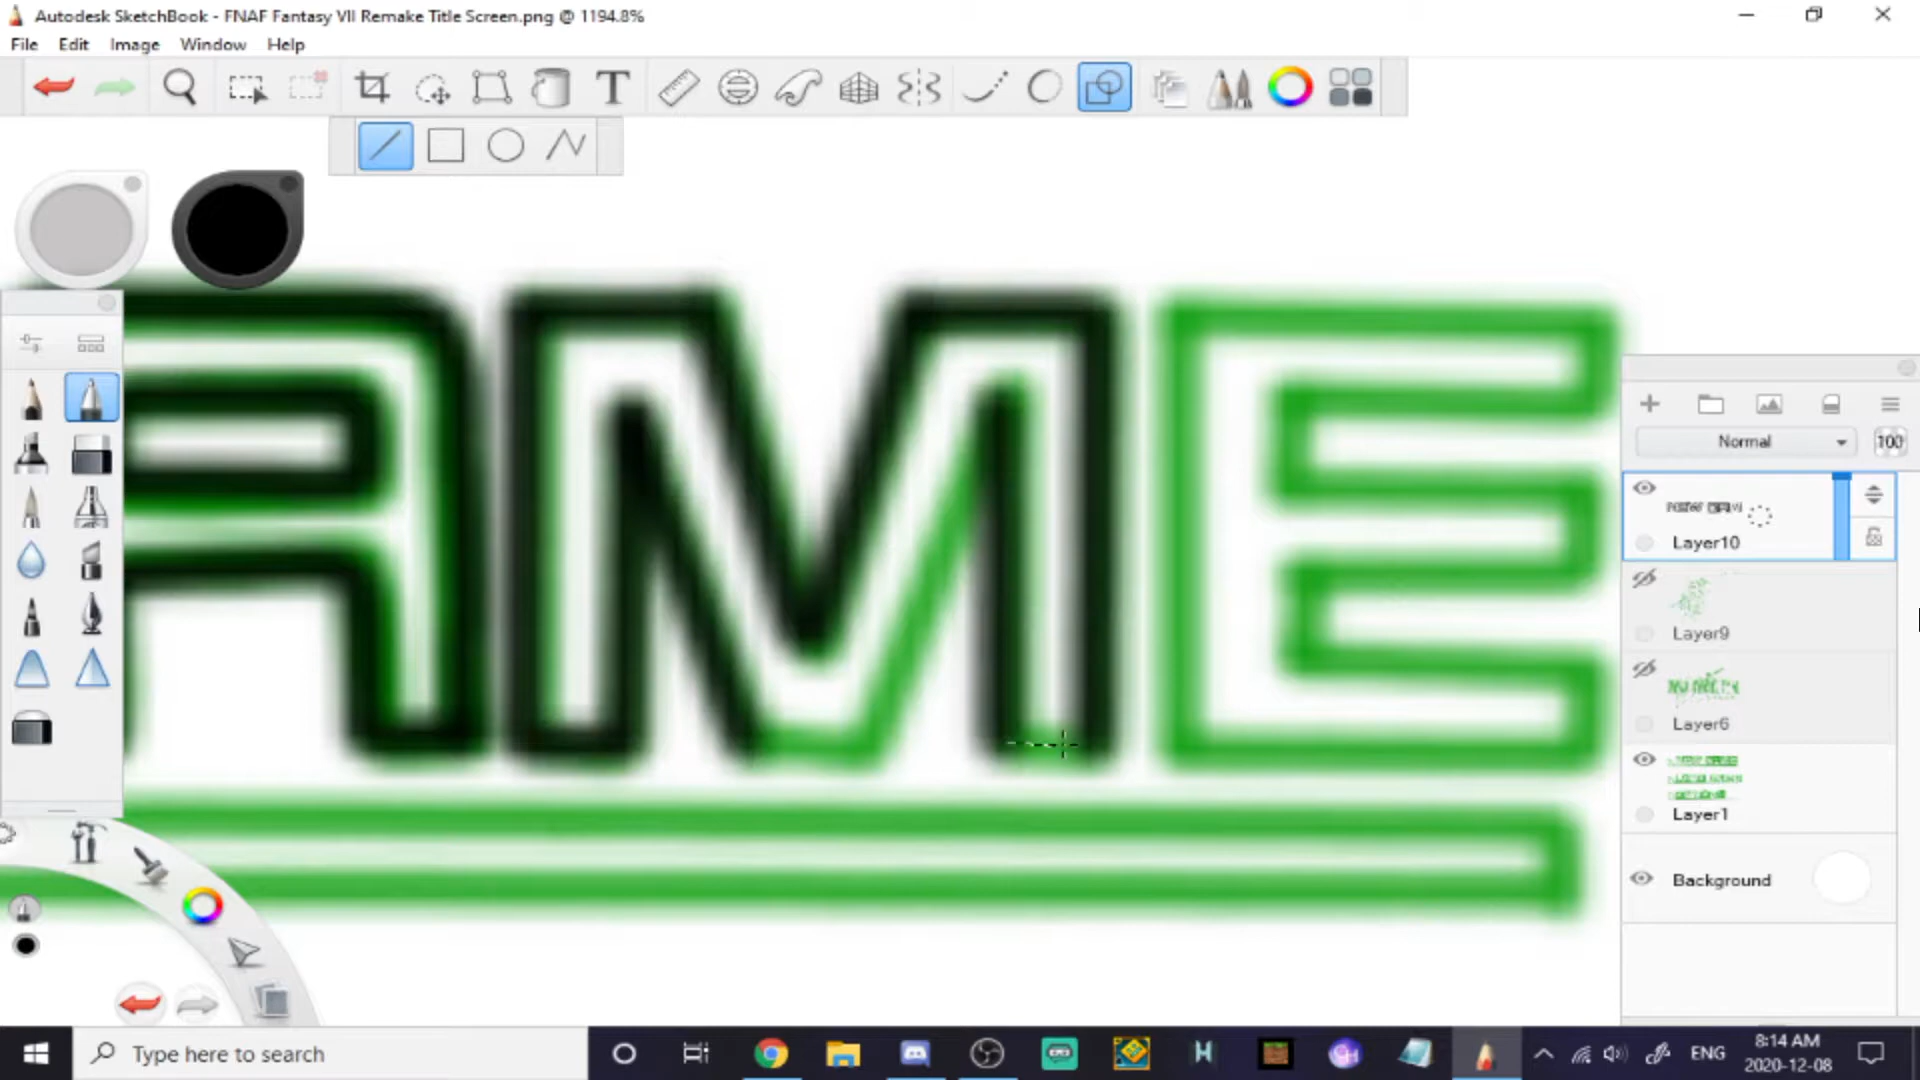 Autodesk SketchBook - FNAF Fantasy VII Remake Title Screen.png @ 1194.8%
File Edit Image Window Help
T
AME
Normal 100
Layer10
Layer9
Layer6
Layer1
Background
Type here to search
ENG
8:14 AM
2020-12-08